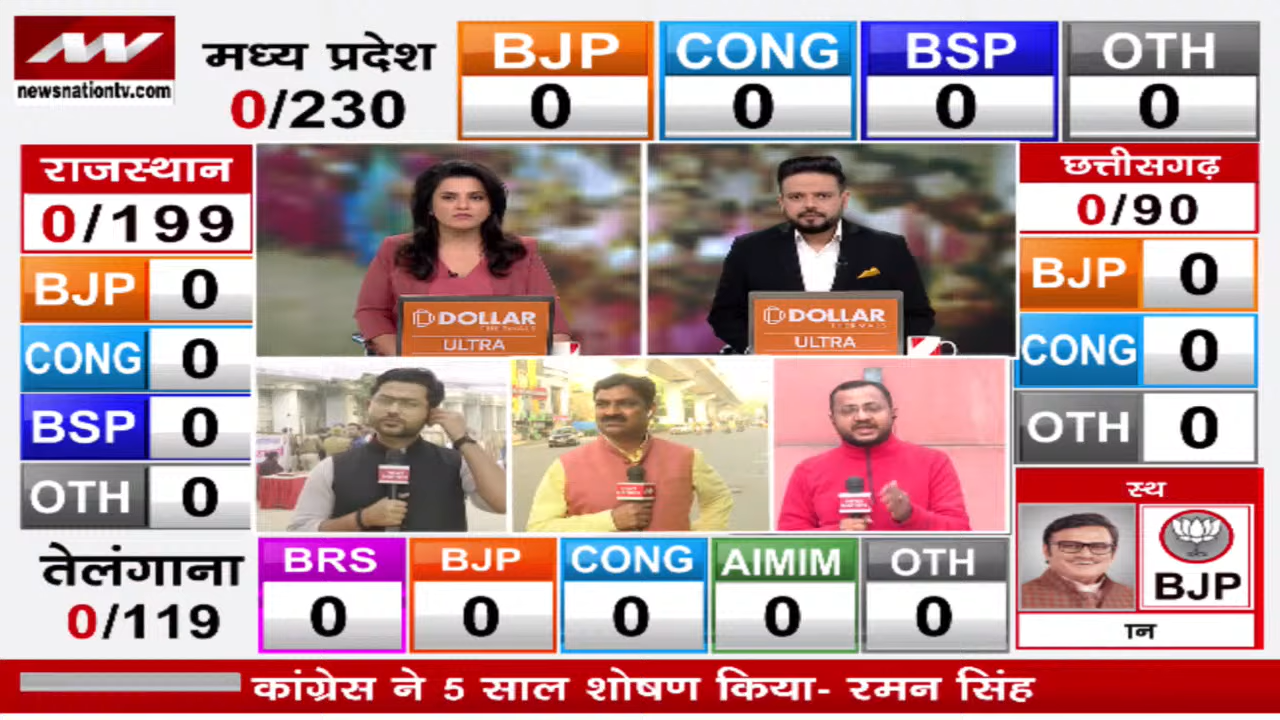 newsnationtv.com
मध्य प्रदेश
0/230
BJP
0
CONG
0
BSP
0
OTH
0
राजस्थान
0/199
BJP 0
CONG 0
BSP 0
OTH 0
DOLLAR
ULTRA
DOLLAR
ULTRA
छत्तीसगढ़
0/90
BJP 0
CONG 0
OTH 0
स्थ
BJP
ान
तेलंगाना
0/119
BRS
0
BJP
0
CONG
0
AIMIM
0
OTH
0
कांग्रेस ने 5 साल शोषण किया- रमन सिंह